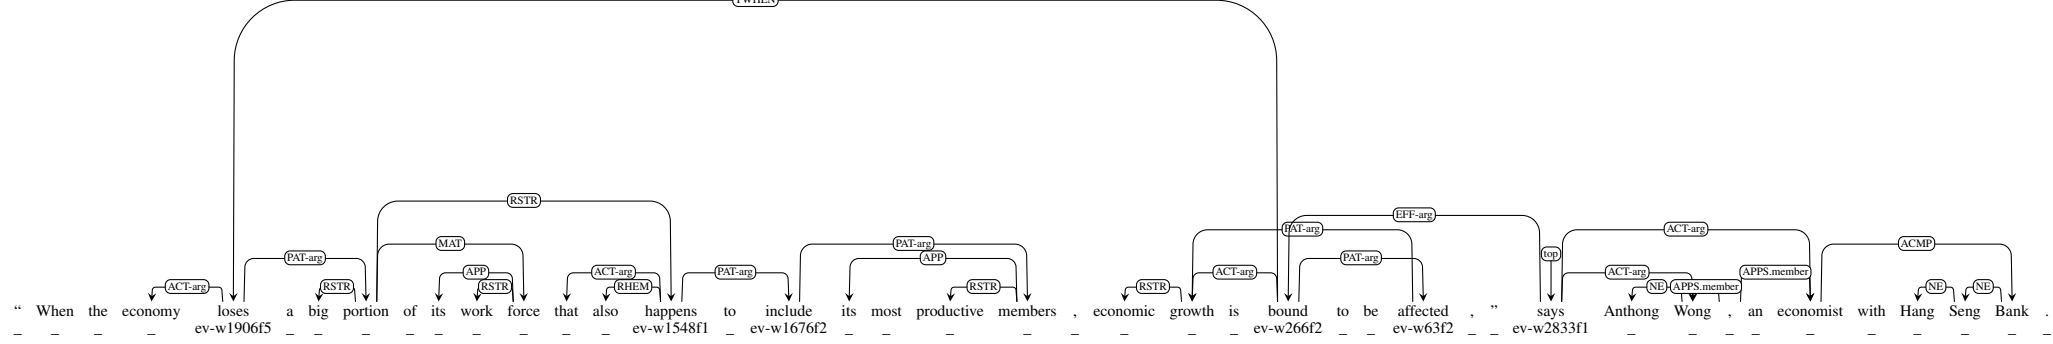 TWHEN
RSTR
EFF-arg
MAT PAT-arg PAT-arg ACT-arg ACMP
PAT-arg APP PAT-arg top
APP ACT-arg PAT-arg ACT-arg ACT-arg APPS.member
ACT-arg RSTR RSTR RHEM RSTR RSTR NE APPS.member NE NE
“ When the economy loses a big portion of its work force that also happens to include its most productive members , economic growth is bound to be affected , ” says Anthong Wong , an economist with Hang Seng Bank .
_ _ _ _ ev-w1906f5 _ _ _ _ _ _ _ _ _ ev-w1548f1 _ ev-w1676f2 _ _ _ _ _ _ _ _ ev-w266f2 _ _ ev-w63f2 _ _ ev-w2833f1 _ _ _ _ _ _ _ _ _ _